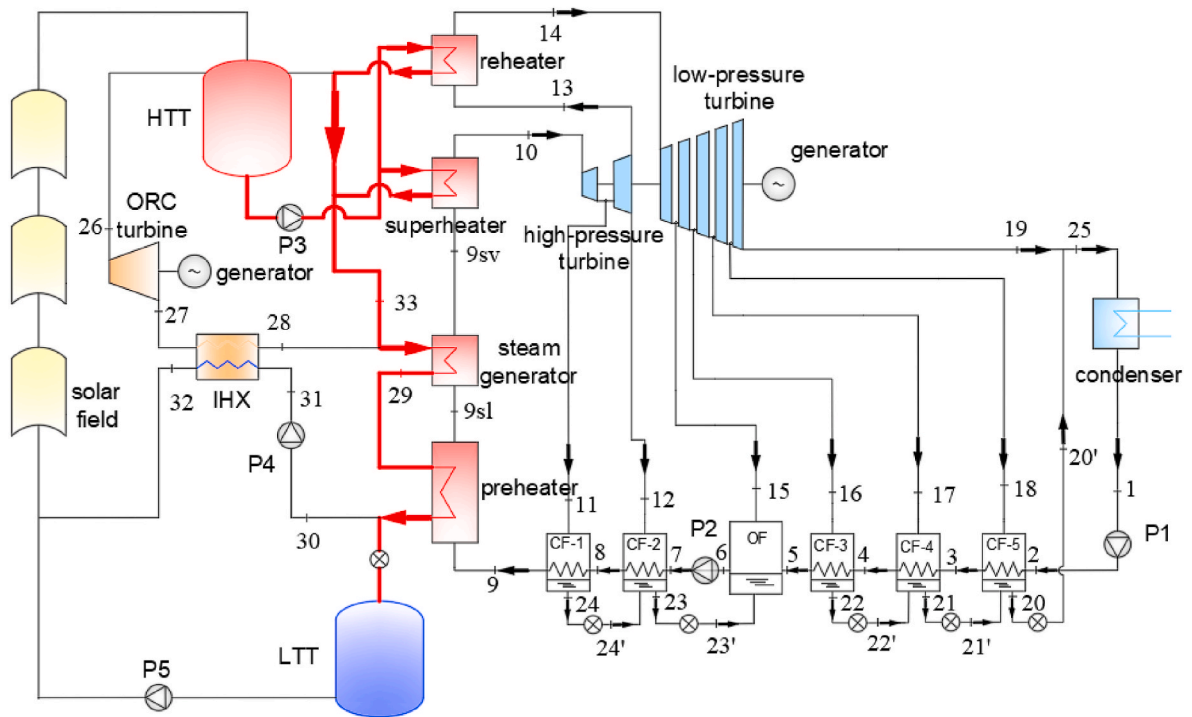 14
reheater
low-pressure
turbine
HTT
13
10
generator
~
ORC
turbine
26
P3
superheater
high-pressure
turbine
19
25
9sv
~
generator
27
33
28
steam
generator
condenser
solar
field
32
IHX
31
29
9sl
P4
preheater
20'
11
12
15
16
17
18
1
30
P2
P1
CF-1
CF-2
OF
CF-3
CF-4
CF-5
9
8
7
6
5
4
3
2
24
23
22
21
20
24'
23'
22'
21'
LTT
P5